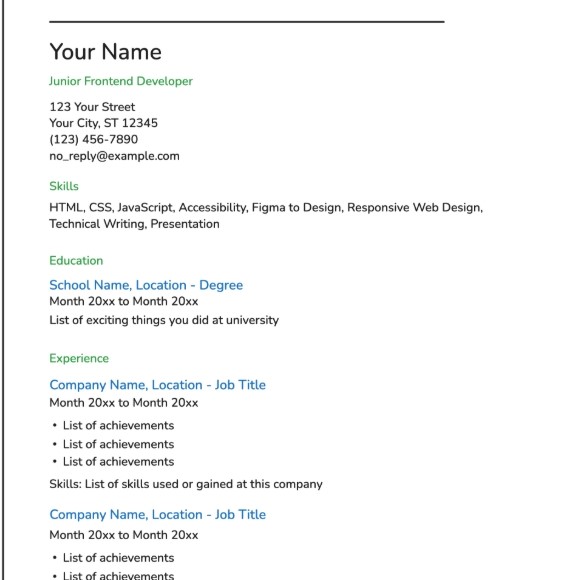 Your Name
Junior Frontend Developer
123 Your Street
Your City, ST 12345
(123) 456-7890
no_reply@example.com
Skills
HTML, CSS, JavaScript, Accessibility, Figma to Design, Responsive Web Design,
Technical Writing, Presentation
Education
School Name, Location - Degree
Month 20xx to Month 20xx
List of exciting things you did at university
Experience
Company Name, Location - Job Title
Month 20xx to Month 20xx
• List of achievements
• List of achievements
• List of achievements
Skills: List of skills used or gained at this company
Company Name, Location - Job Title
Month 20xx to Month 20xx
• List of achievements
• List of achievements